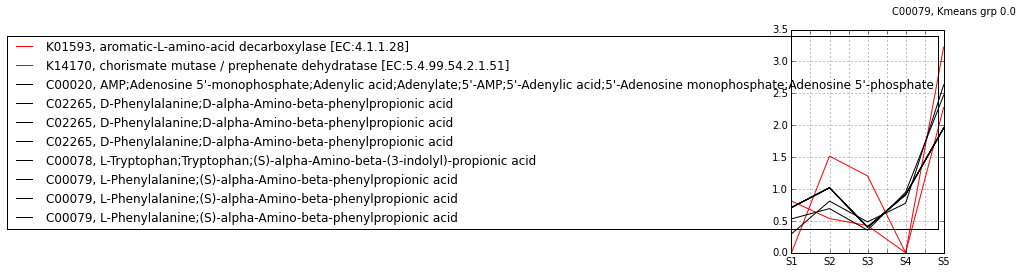 C00079, Kmeans grp 0.0
K01593, aromatic-L-amino-acid decarboxylase [EC:4.1.1.28]
K14170, chorismate mutase / prephenate dehydratase [EC:5.4.99.54.2.1.51]
C00020, AMP;Adenosine 5'-monophosphate;Adenylic acid;Adenylate;5'-AMP;5'-Adenylic acid;5'-Adenosine monophosphate;Adenosine 5'-phosphate
C02265, D-Phenylalanine;D-alpha-Amino-beta-phenylpropionic acid
C02265, D-Phenylalanine;D-alpha-Amino-beta-phenylpropionic acid
C02265, D-Phenylalanine;D-alpha-Amino-beta-phenylpropionic acid
C00078, L-Tryptophan;Tryptophan;(S)-alpha-Amino-beta-(3-indolyl)-propionic acid
C00079, L-Phenylalanine;(S)-alpha-Amino-beta-phenylpropionic acid
C00079, L-Phenylalanine;(S)-alpha-Amino-beta-phenylpropionic acid
C00079, L-Phenylalanine;(S)-alpha-Amino-beta-phenylpropionic acid
3.5
3.0
2.5
2.0
1.5
1.0
0.5
0.0
S1 S2 S3 S4 S5